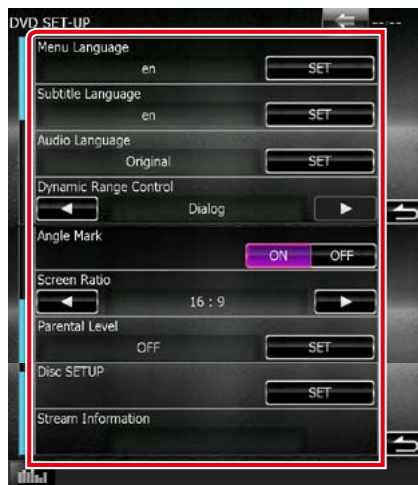 DVD SET-UP --:--
Menu Language
en SET
Subtitle Language
en SET
Audio Language
Original SET
Dynamic Range Control
Dialog
Angle Mark
ON OFF
Screen Ratio
16 : 9
Parental Level
OFF SET
Disc SETUP
SET
Stream Information